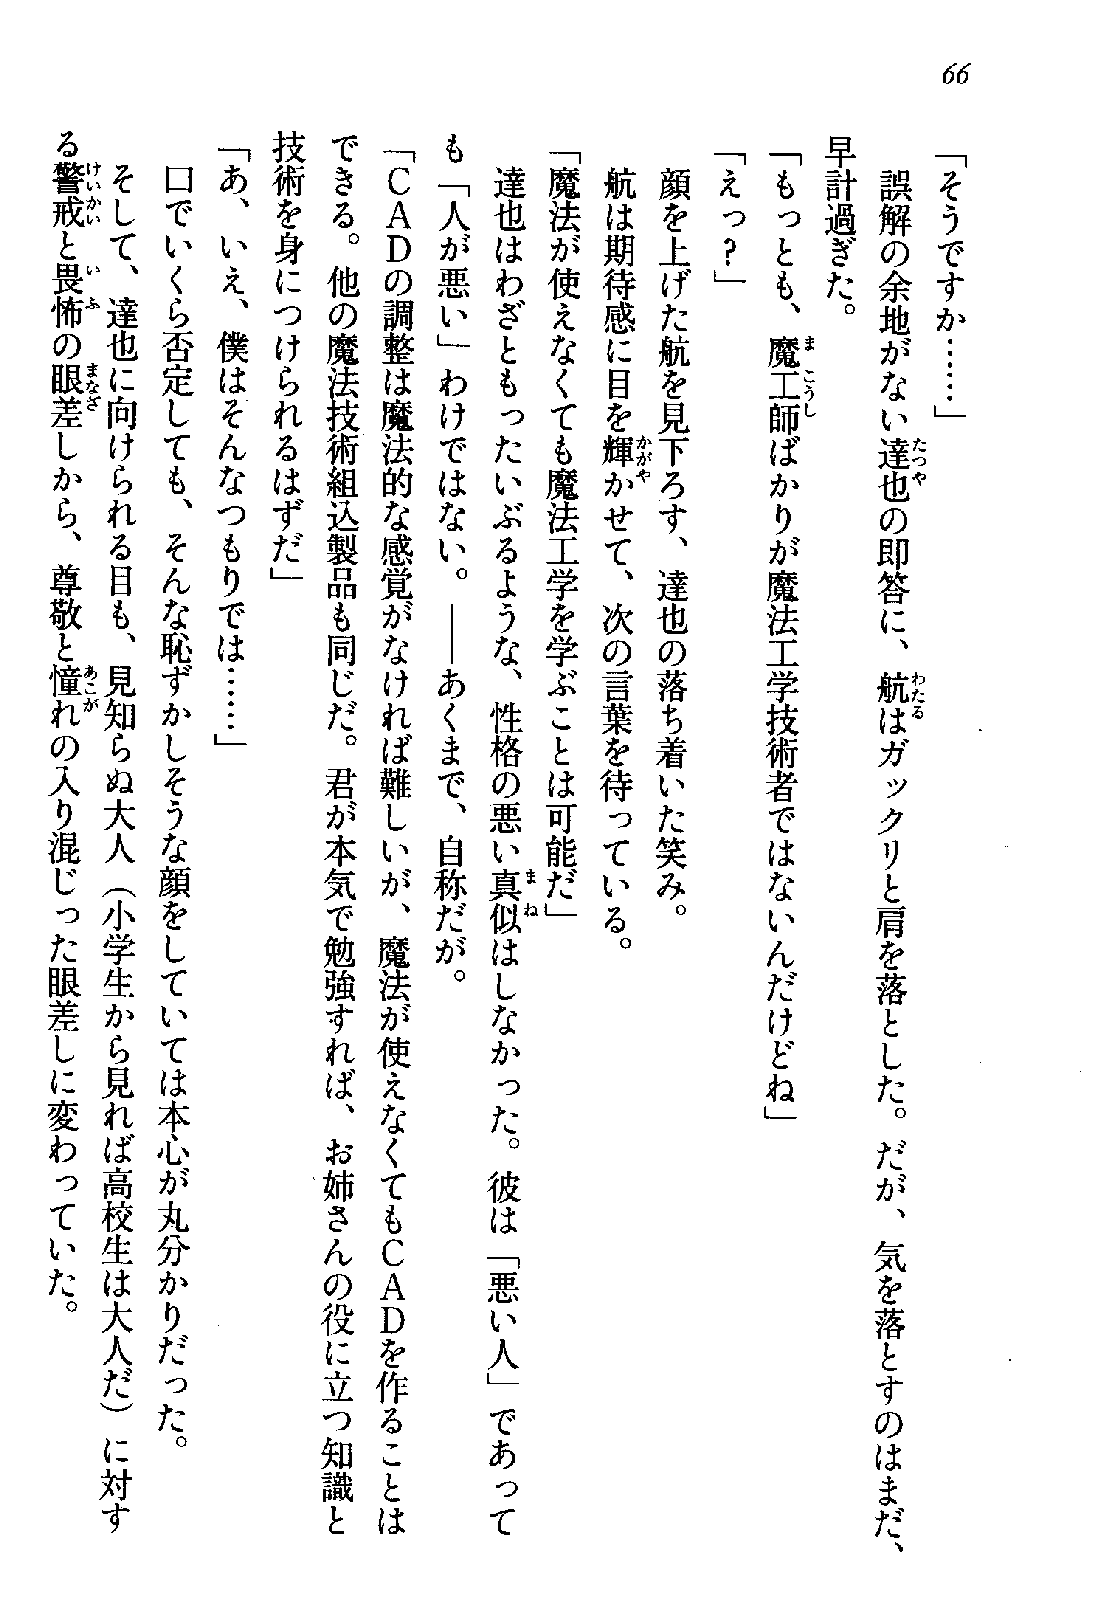 66
「そうですか……」
　誤解の余地がない達也の即答に、航はガックリと肩を落とした。だが、気を落とすのはまだ、
早計過ぎた。
「もっとも、魔工師ばかりが魔法工学技術者ではないんだけどね」
「えっ？」
　顔を上げた航を見下ろす、達也の落ち着いた笑み。
　航は期待感に目を輝かせて、次の言葉を待っている。
「魔法が使えなくても魔法工学を学ぶことは可能だ」
　達也はわざともったいぶるような、性格の悪い真似はしなかった。彼は「悪い人」であって
も「人が悪い」わけではない。――あくまで、自称だが。
「ＣＡＤの調整は魔法的な感覚がなければ難しいが、魔法が使えなくてもＣＡＤを作ることは
できる。他の魔法技術組込製品も同じだ。君が本気で勉強すれば、お姉さんの役に立つ知識と
技術を身につけられるはずだ」
「あ、いえ、僕はそんなつもりでは……」
　口でいくら否定しても、そんな恥ずかしそうな顔をしていては本心が丸分かりだった。
　そして、達也に向けられる目も、見知らぬ大人（小学生から見れば高校生は大人だ）に対す
る警戒と畏怖の眼差しから、尊敬と憧れの入り混じった眼差しに変わっていた。